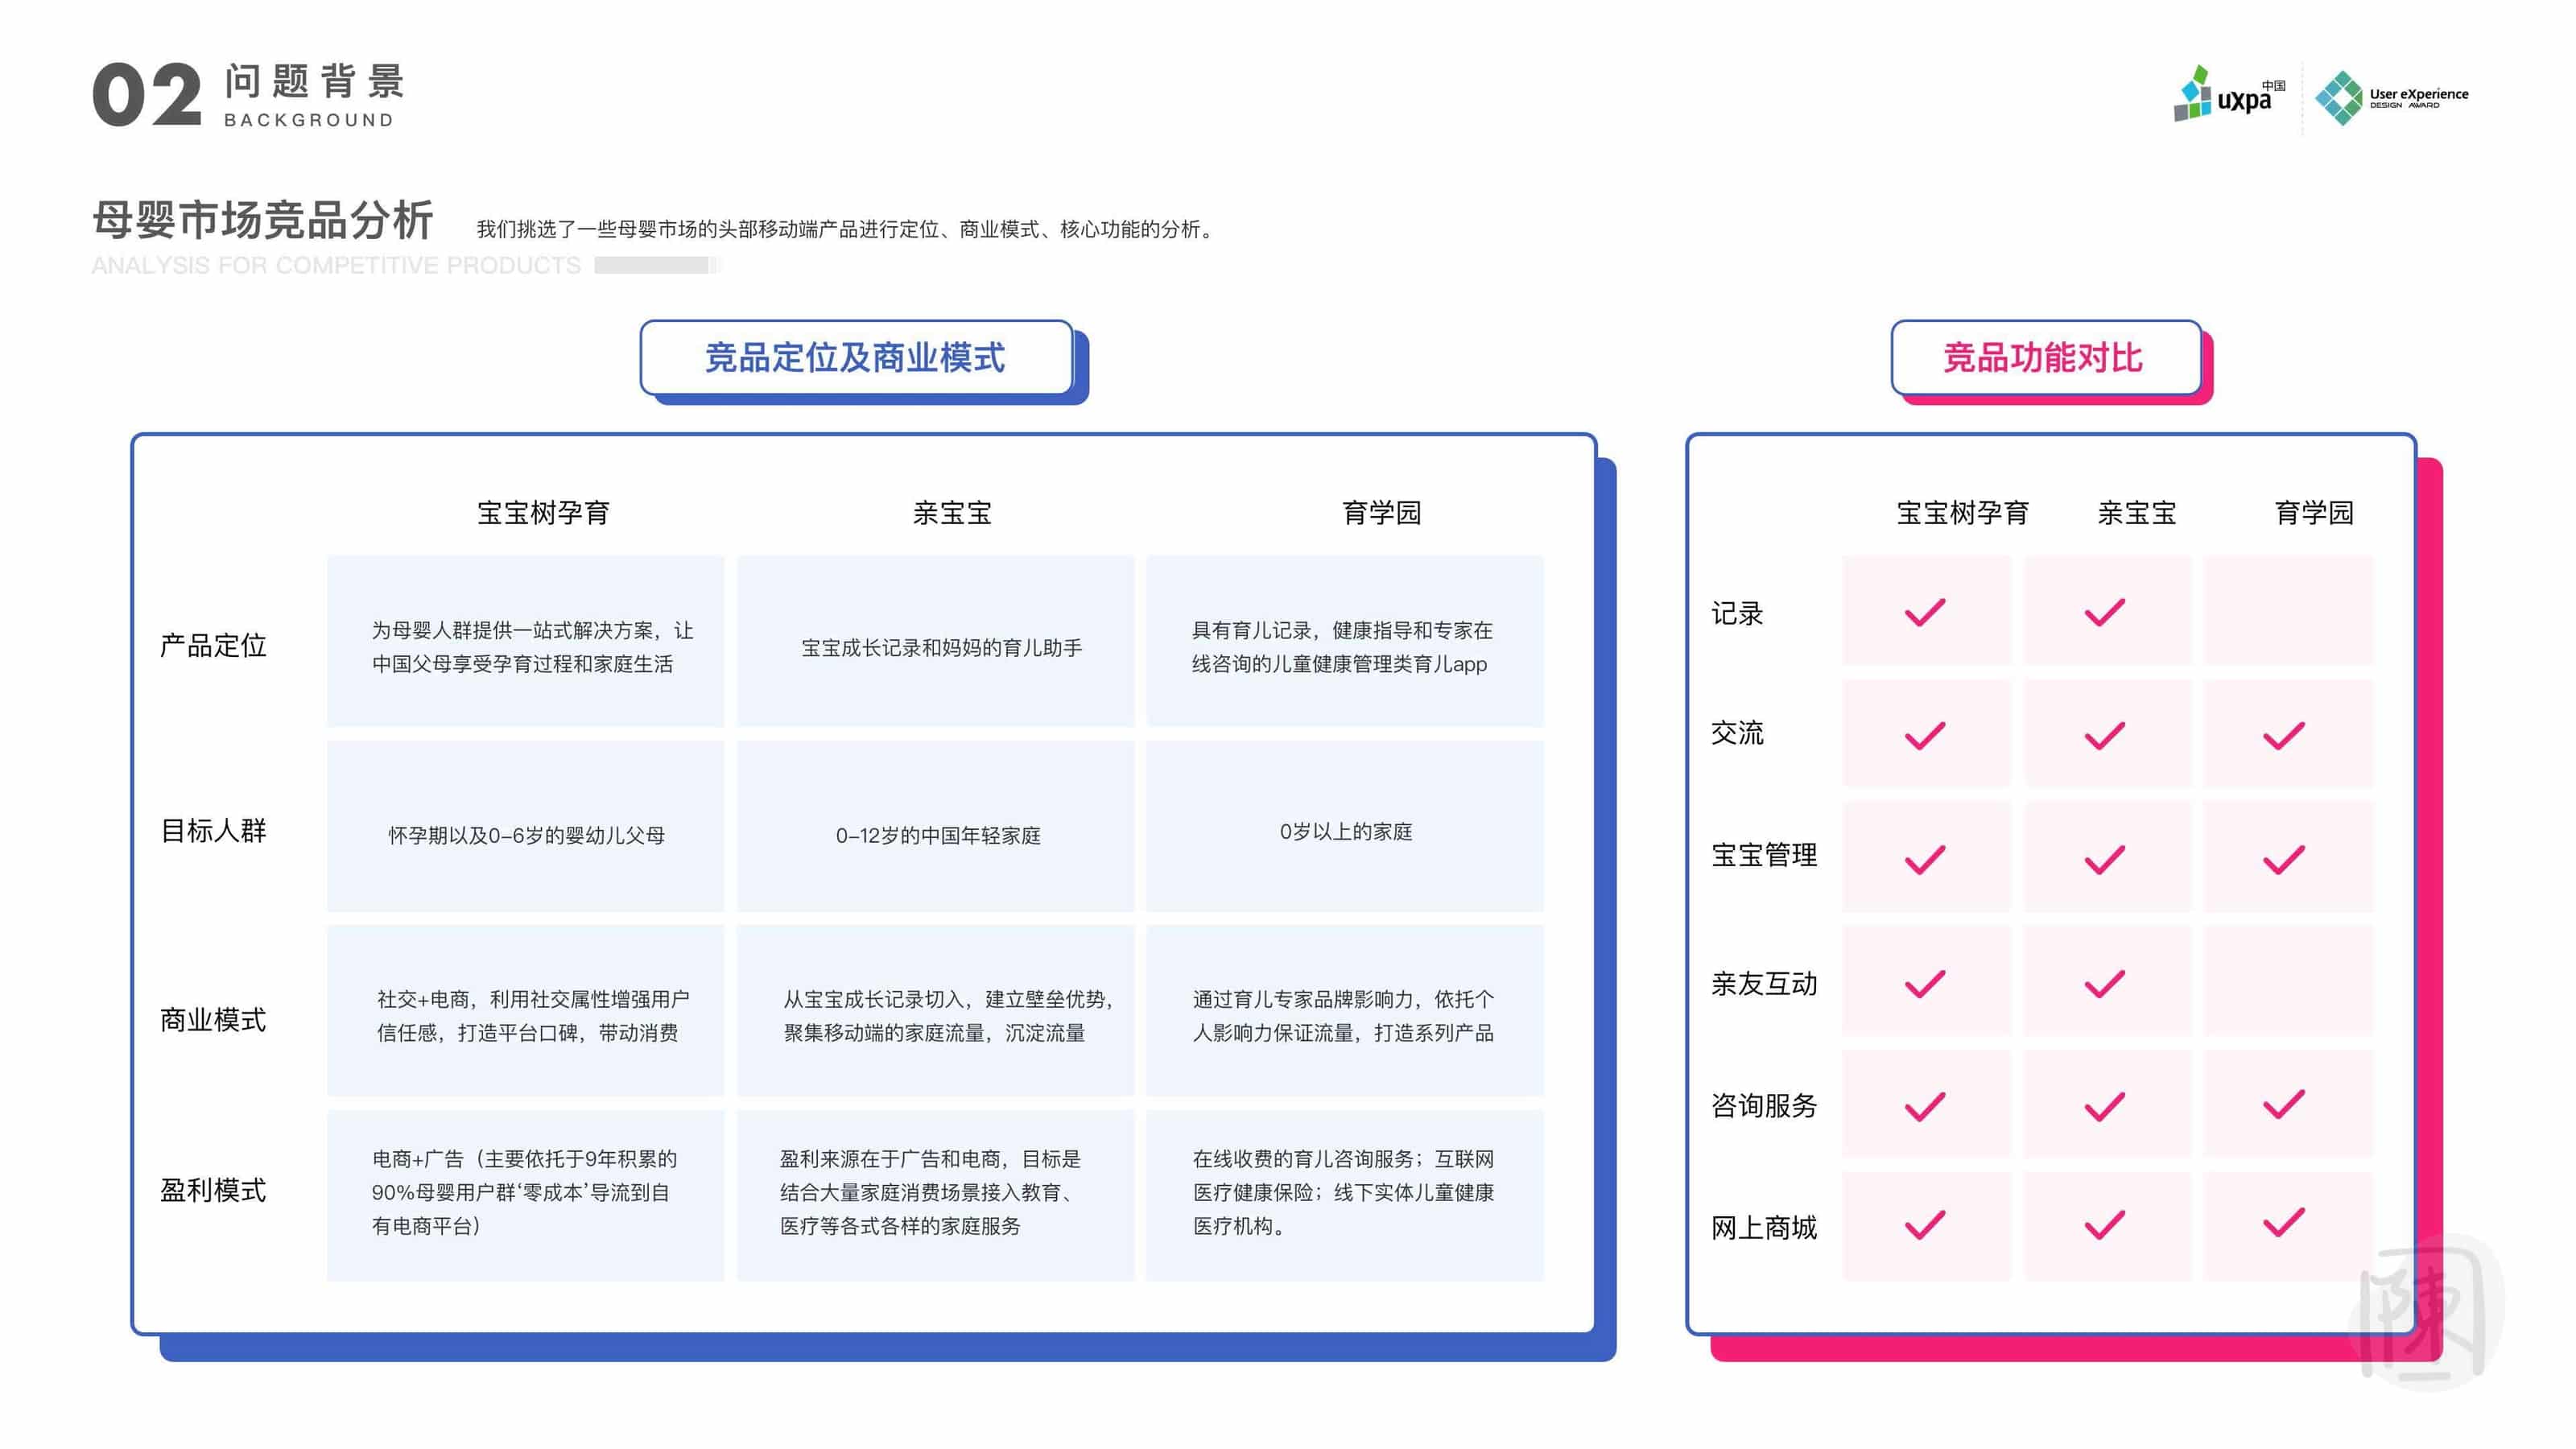 02 问题背景
BACKGROUND
uxpa中国
User eXperience
DESIGN AWARD
母婴市场竞品分析
我们挑选了一些母婴市场的头部移动端产品进行定位、商业模式、核心功能的分析。
ANALYSIS FOR COMPETITIVE PRODUCTS
竞品定位及商业模式
宝宝树孕育 亲宝宝 育学园
产品定位
为母婴人群提供一站式解决方案，让
中国父母享受孕育过程和家庭生活
宝宝成长记录和妈妈的育儿助手
具有育儿记录，健康指导和专家在
线咨询的儿童健康管理类育儿app
目标人群
怀孕期以及0–6岁的婴幼儿父母
0–12岁的中国年轻家庭
0岁以上的家庭
商业模式
社交+电商，利用社交属性增强用户
信任感，打造平台口碑，带动消费
从宝宝成长记录切入，建立壁垒优势，
聚集移动端的家庭流量，沉淀流量
通过育儿专家品牌影响力，依托个
人影响力保证流量，打造系列产品
盈利模式
电商+广告（主要依托于9年积累的
90%母婴用户群‘零成本’导流到自
有电商平台）
盈利来源在于广告和电商，目标是
结合大量家庭消费场景接入教育、
医疗等各式各样的家庭服务
在线收费的育儿咨询服务；互联网
医疗健康保险；线下实体儿童健康
医疗机构。
竞品功能对比
宝宝树孕育 亲宝宝 育学园
记录
交流
宝宝管理
亲友互动
咨询服务
网上商城
陳